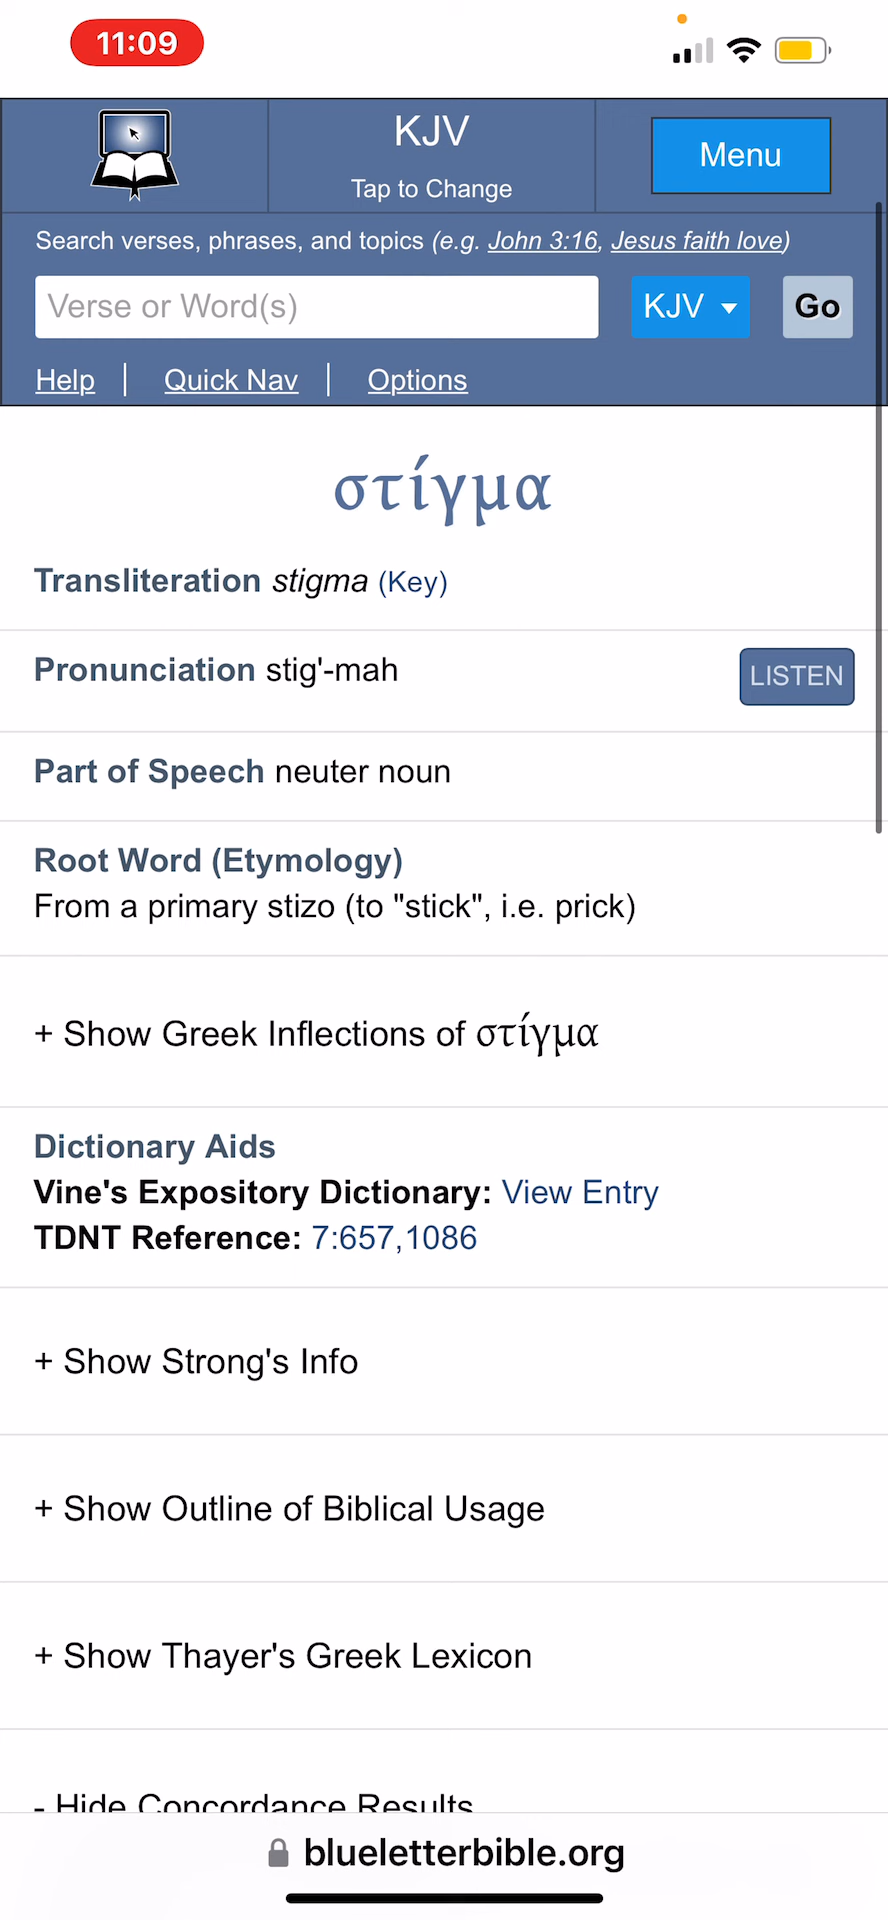 11:09
KJV
Tap to Change
Menu
Search verses, phrases, and topics (e.g. John 3:16, Jesus faith love)
Verse or Word(s)
KJV
Go
Help | Quick Nav | Options
στίγμα
Transliteration stigma (Key)
Pronunciation stig'-mah
LISTEN
Part of Speech neuter noun
Root Word (Etymology)
From a primary stizo (to "stick", i.e. prick)
+ Show Greek Inflections of στίγμα
Dictionary Aids
Vine's Expository Dictionary: View Entry
TDNT Reference: 7:657,1086
+ Show Strong's Info
+ Show Outline of Biblical Usage
+ Show Thayer's Greek Lexicon
- Hide Concordance Results
blueletterbible.org